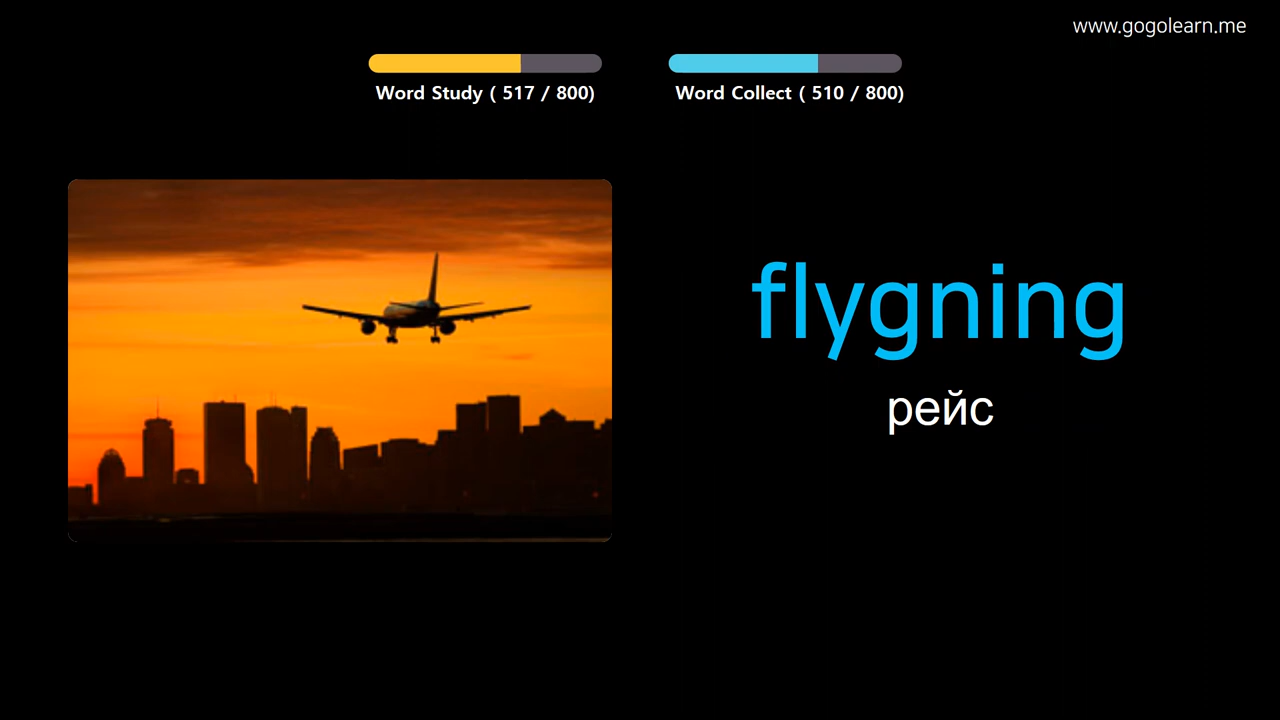 www.gogolearn.me
Word Study ( 517 / 800)
Word Collect ( 510 / 800)
flygning
рейс